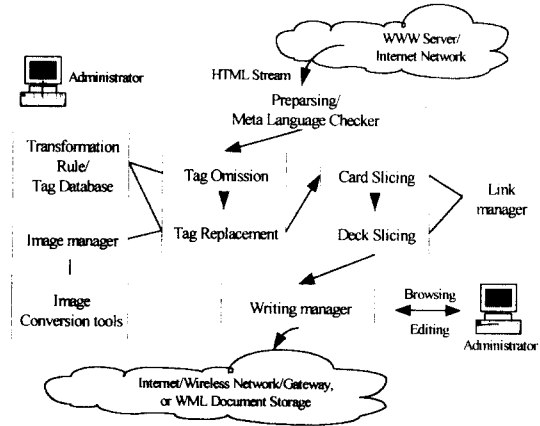 WWW Server/
Internet Network
Administrator
HTML Stream
Preparsing/
Meta Language Checker
Transformation
Rule/
Tag Database
Tag Omission
Card Slicing
Link
manager
Image manager
Tag Replacement
Deck Slicing
Image
Conversion tools
Writing manager
Browsing
Editing
Administrator
Internet/Wireless Network/Gateway,
or WML Document Storage